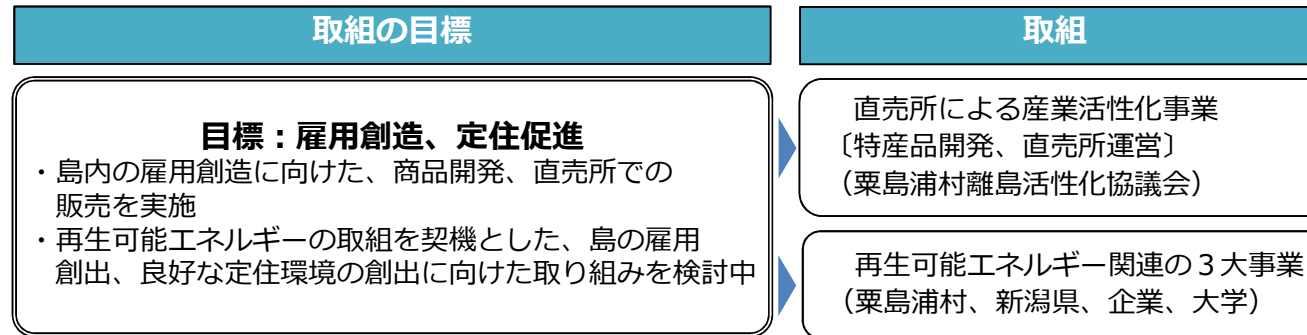 取組の目標
目標：雇用創造、定住促進
・島内の雇用創造に向けた、商品開発、直売所での
販売を実施
・再生可能エネルギーの取組を契機とした、島の雇用
創出、良好な定住環境の創出に向けた取り組みを検討中
取組
直売所による産業活性化事業
〔特産品開発、直売所運営〕
（粟島浦村離島活性化協議会）
再生可能エネルギー関連の３大事業
（粟島浦村、新潟県、企業、大学）